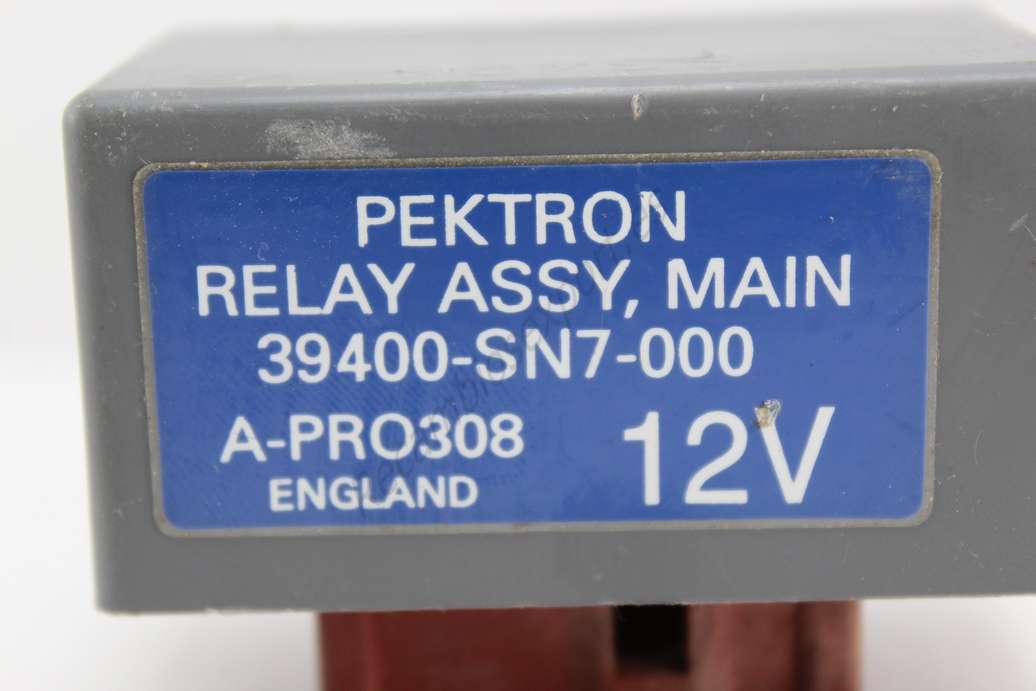 PEKTRON
RELAY ASSY, MAIN
39400-SN7-000
A-PRO308 12V
ENGLAND